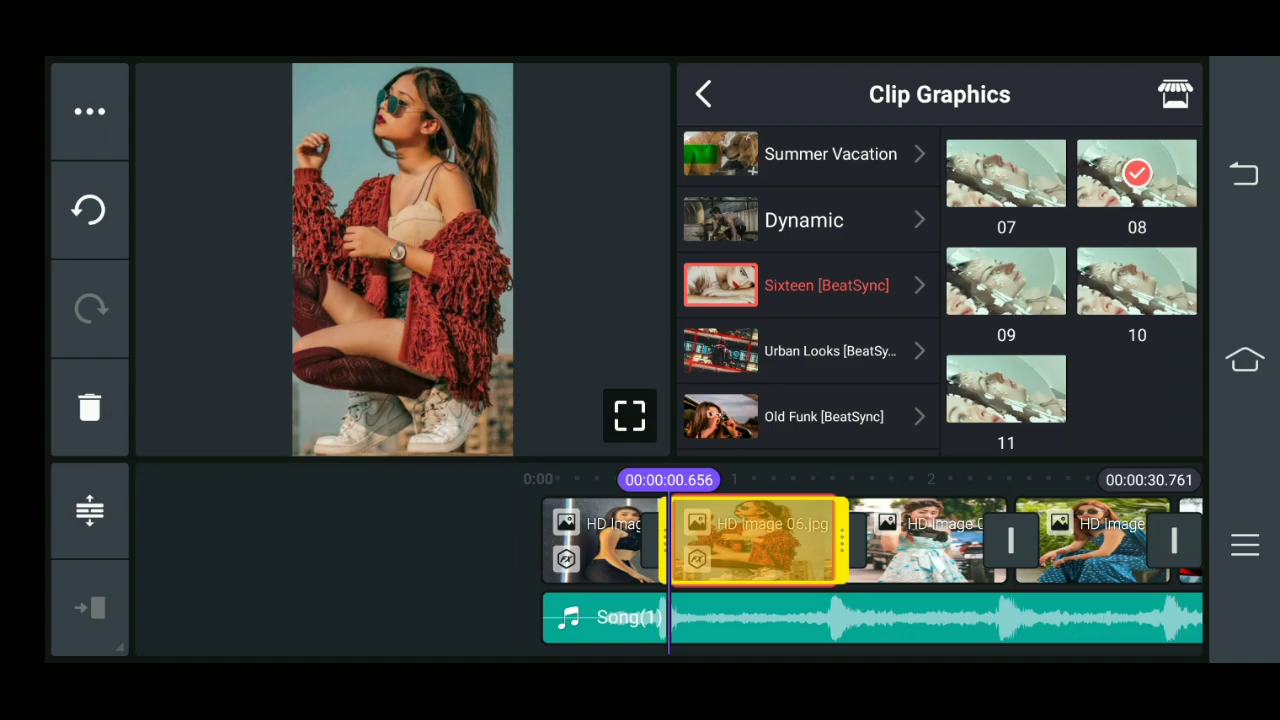 Clip Graphics
Summer Vacation
Dynamic
Sixteen [BeatSync]
Urban Looks [BeatSy...
Old Funk [BeatSync]
07
08
09
10
11
0:00
00:00:00.656
1
2
00:00:30.761
HD Imag
HD Image 06.jpg
HD Image 0
HD Image
Song(1)